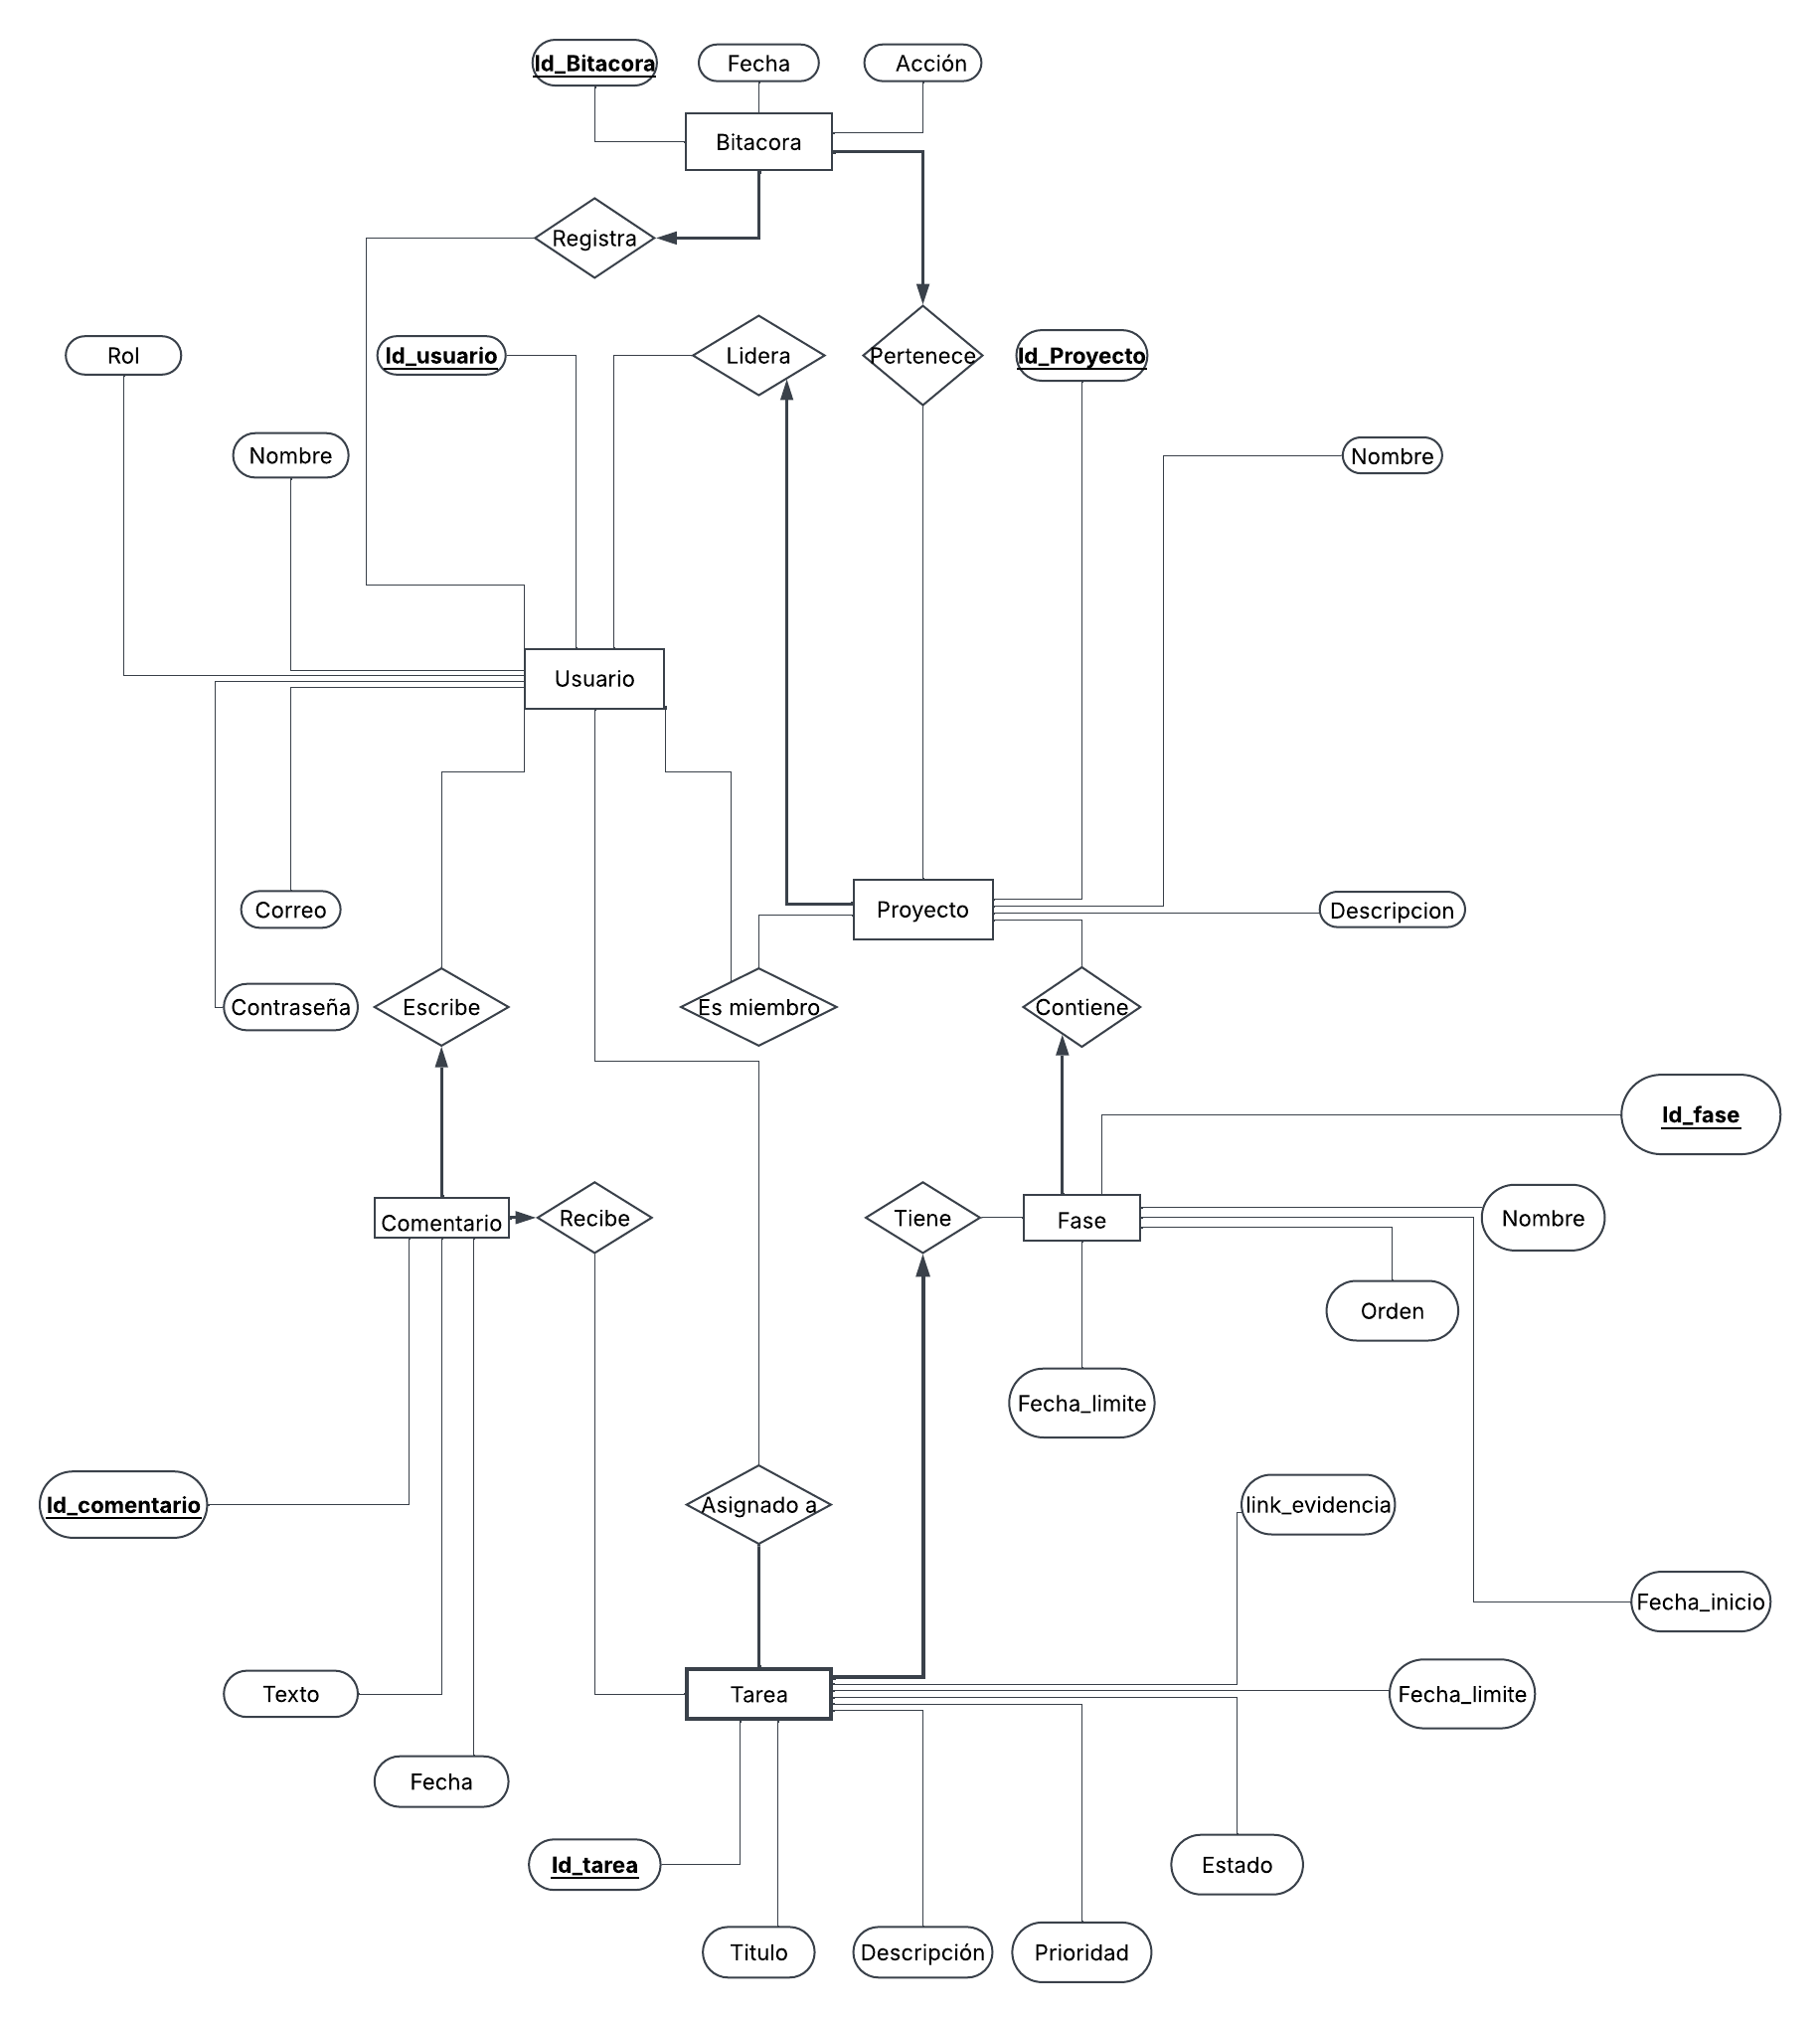 Id_Bitacora
Fecha
Acción
Bitacora
Registra
Rol
Id_usuario
Lidera
Pertenece
Id_Proyecto
Nombre
Nombre
Usuario
Correo
Proyecto
Descripcion
Contraseña
Escribe
Es miembro
Contiene
Id_fase
Comentario
Recibe
Tiene
Fase
Nombre
Orden
Fecha_limite
Id_comentario
Asignado a
link_evidencia
Fecha_inicio
Texto
Tarea
Fecha_limite
Fecha
Id_tarea
Estado
Titulo
Descripción
Prioridad